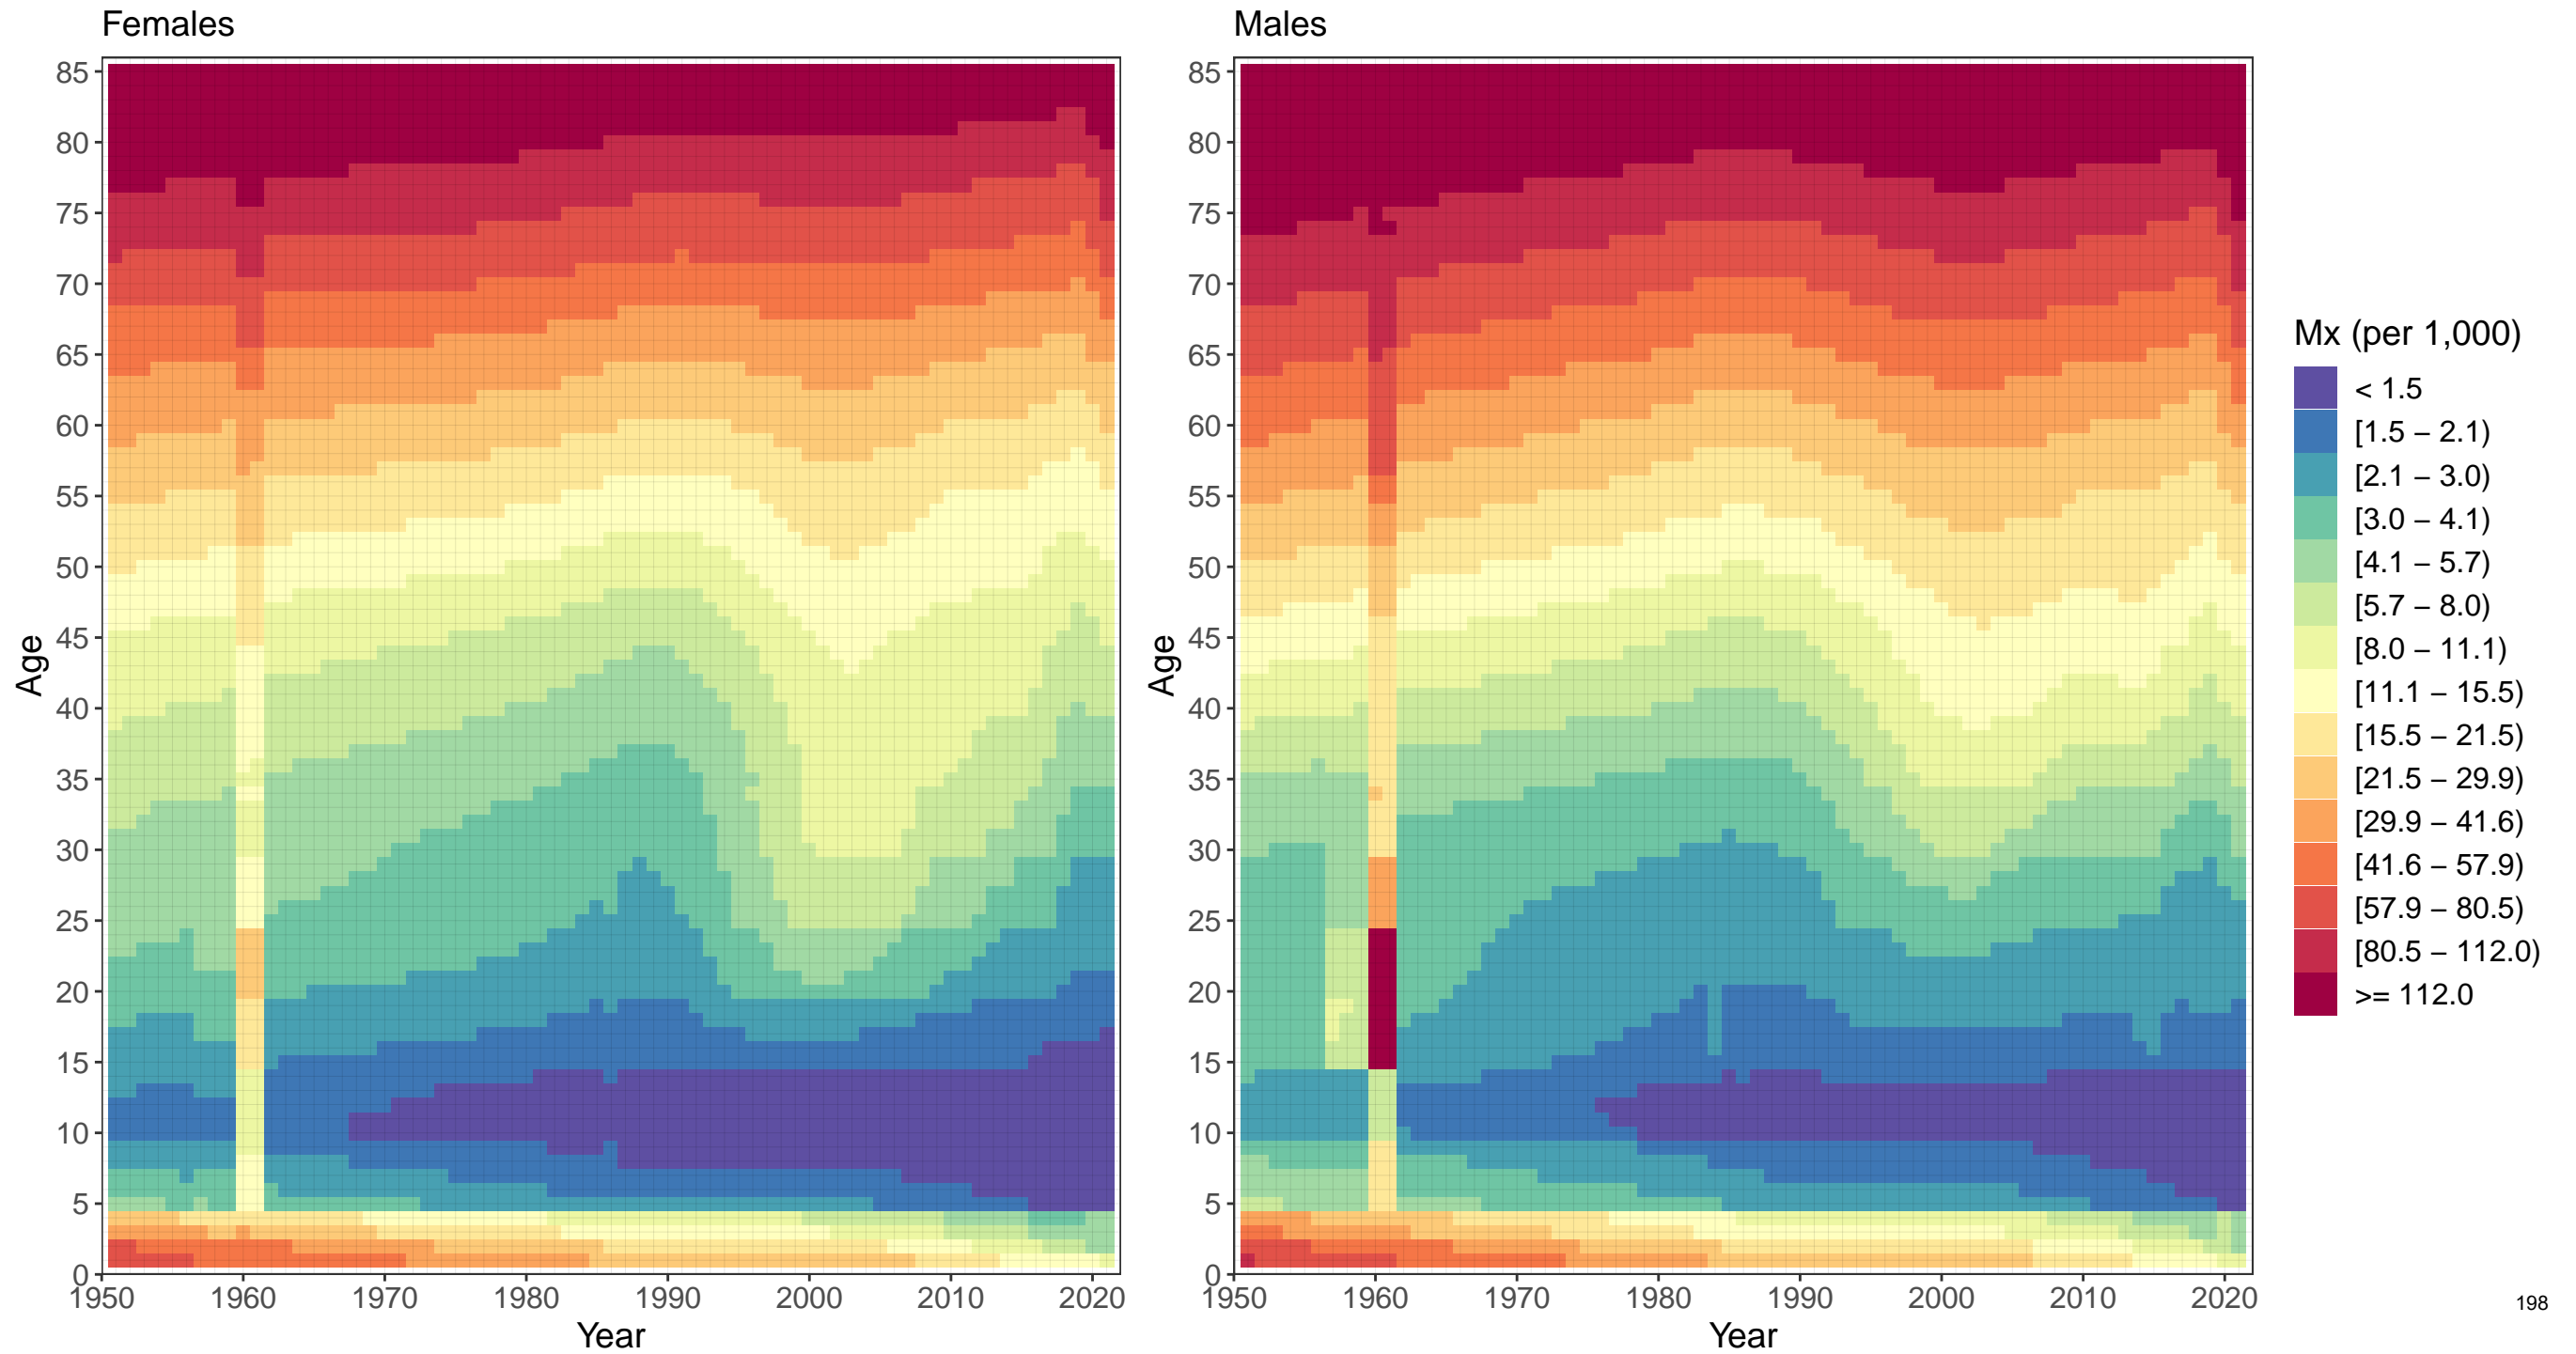 Females
Males
85
80
75
70
65
60
55
50
45
40
35
30
25
20
15
10
5
0
Age
1950
1960
1970
1980
1990
2000
2010
2020
Year
85
80
75
70
65
60
55
50
45
40
35
30
25
20
15
10
5
0
Age
1950
1960
1970
1980
1990
2000
2010
2020
Year
Mx (per 1,000)
< 1.5
[1.5 − 2.1)
[2.1 − 3.0)
[3.0 − 4.1)
[4.1 − 5.7)
[5.7 − 8.0)
[8.0 − 11.1)
[11.1 − 15.5)
[15.5 − 21.5)
[21.5 − 29.9)
[29.9 − 41.6)
[41.6 − 57.9)
[57.9 − 80.5)
[80.5 − 112.0)
>= 112.0
198